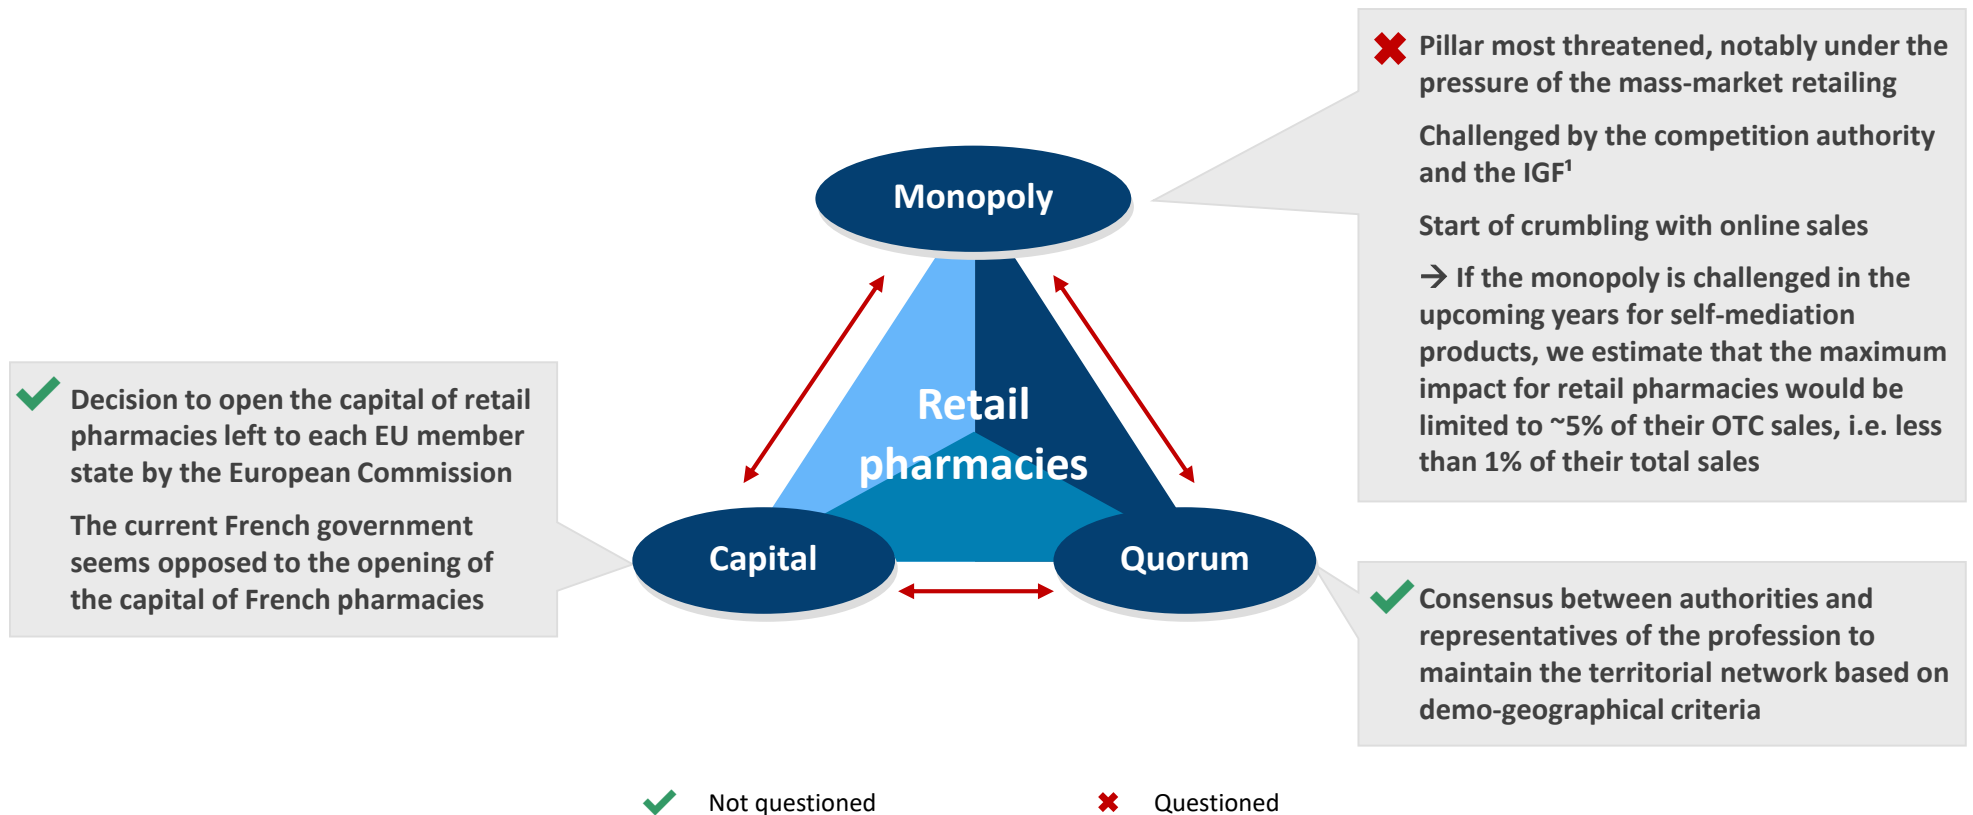 Pillar most threatened, notably under the
pressure of the mass-market retailing
Challenged by the competition authority
and the IGF¹
Start of crumbling with online sales
→ If the monopoly is challenged in the
upcoming years for self-mediation
products, we estimate that the maximum
impact for retail pharmacies would be
limited to ~5% of their OTC sales, i.e. less
than 1% of their total sales
Monopoly
Retail
pharmacies
Capital
Quorum
Decision to open the capital of retail
pharmacies left to each EU member
state by the European Commission
The current French government
seems opposed to the opening of
the capital of French pharmacies
Consensus between authorities and
representatives of the profession to
maintain the territorial network based on
demo-geographical criteria
Not questioned
Questioned